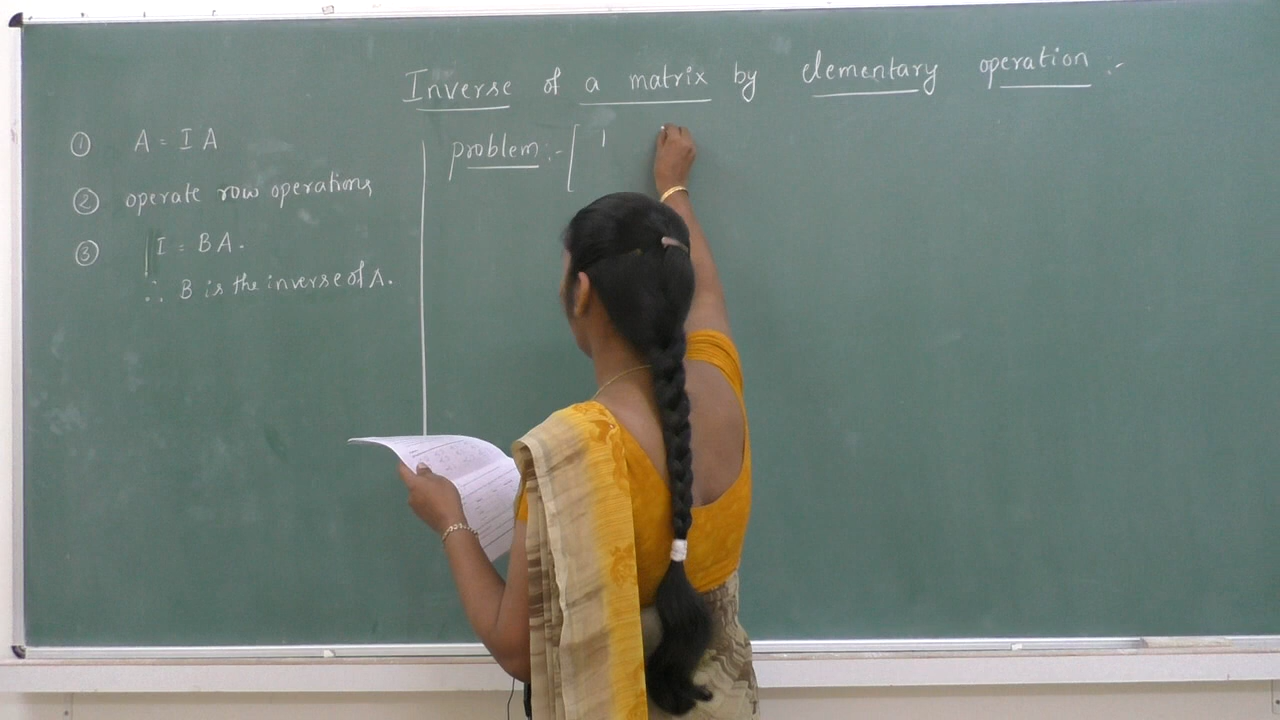 Inverse of a matrix by elementary operation :-
① A = I A
② operate row operations
③ I = BA.
∴ B is the inverse of A.
problem :- [ 1